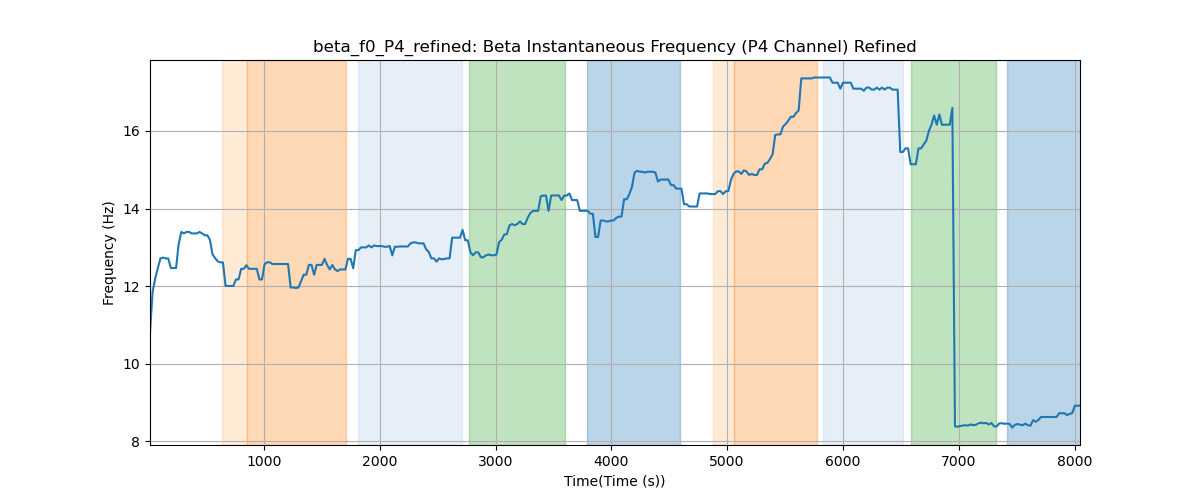 beta_f0_P4_refined: Beta Instantaneous Frequency (P4 Channel) Refined
Frequency (Hz)
16
14
12
10
8
1000 2000 3000 4000 5000 6000 7000 8000
Time(Time (s))